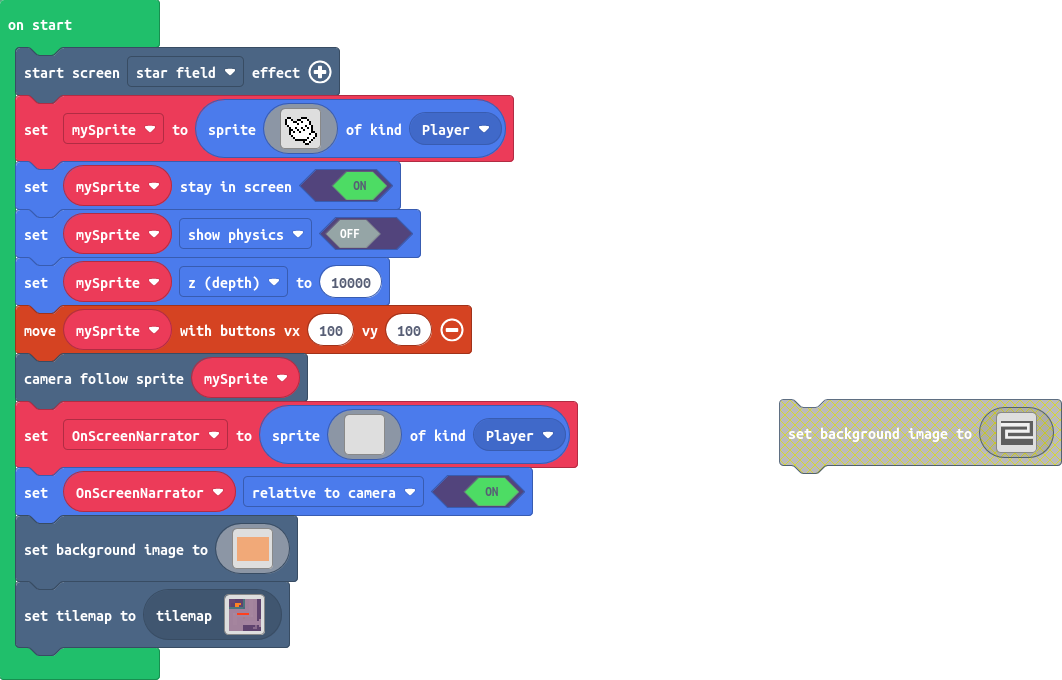 on start
start screen star field effect
set mySprite to sprite of kind Player
set mySprite stay in screen ON
set mySprite show physics OFF
set mySprite z (depth) to 10000
move mySprite with buttons vx 100 vy 100
camera follow sprite mySprite
set OnScreenNarrator to sprite of kind Player
set background image to
set OnScreenNarrator relative to camera ON
set background image to
set tilemap to tilemap